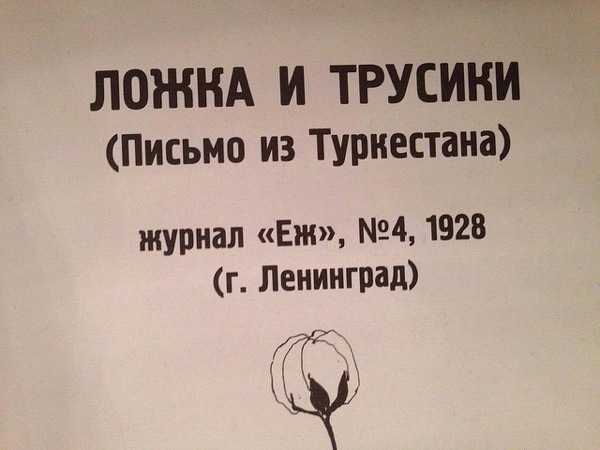 ЛОЖКА И ТРУСИКИ
(Письмо из Туркестана)
журнал «Еж», №4, 1928
(г. Ленинград)